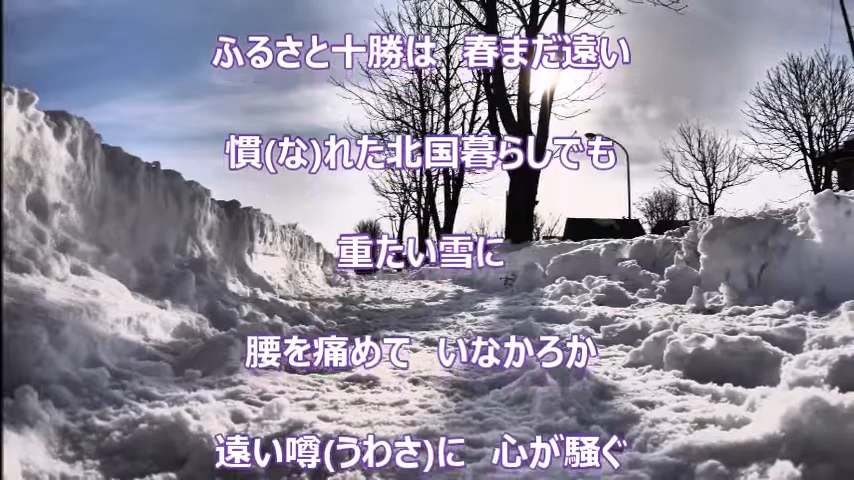 ふるさと十勝は　春まだ遠い
慣(な)れた北国暮らしでも
重たい雪に
腰を痛めて　いなかろか
遠い噂(うわさ)に　心が騒ぐ